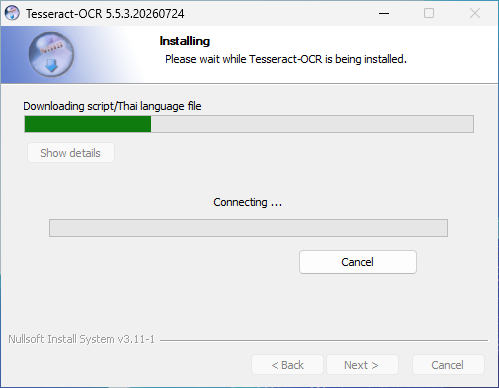 Tesseract-OCR 5.5.3.20260724
Installing
Please wait while Tesseract-OCR is being installed.
Downloading script/Thai language file
Show details
Connecting ...
Cancel
Nullsoft Install System v3.11-1
< Back
Next >
Cancel